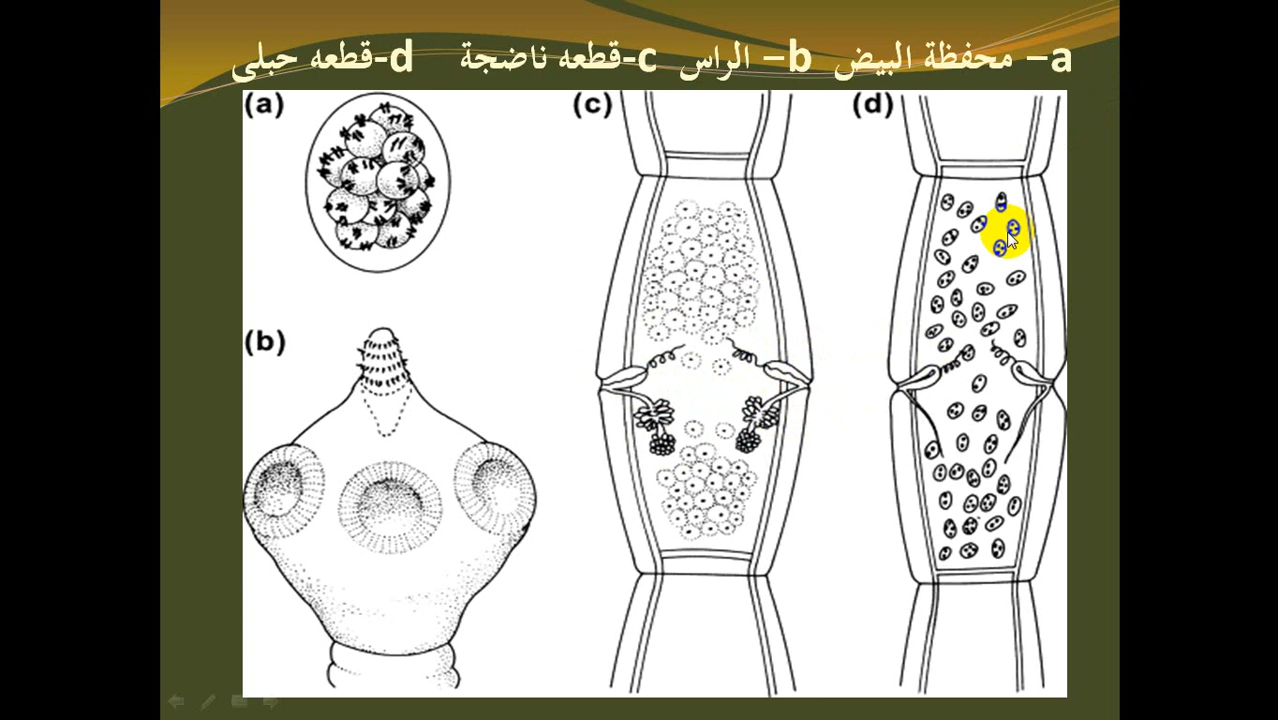 a– محفظة البيض b– الراس c-قطعه ناضجة d-قطعه حبلى
(a) (c) (d)
(b)